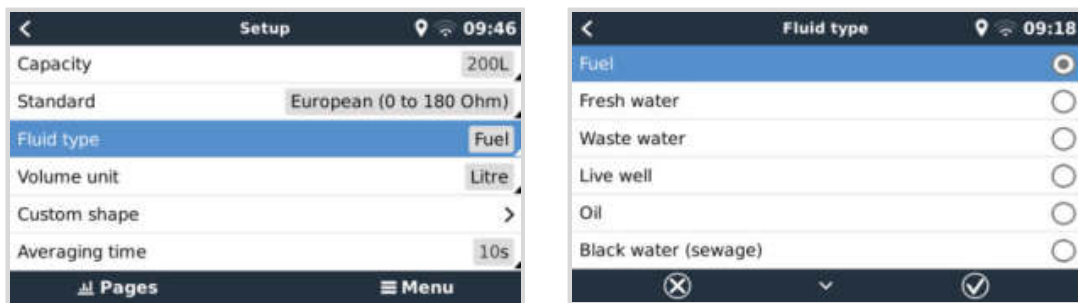 Setup 09:46
Capacity 200L
Standard European (0 to 180 Ohm)
Fluid type Fuel
Volume unit Litre
Custom shape
Averaging time 10s
Pages Menu
Fluid type 09:18
Fuel
Fresh water
Waste water
Live well
Oil
Black water (sewage)